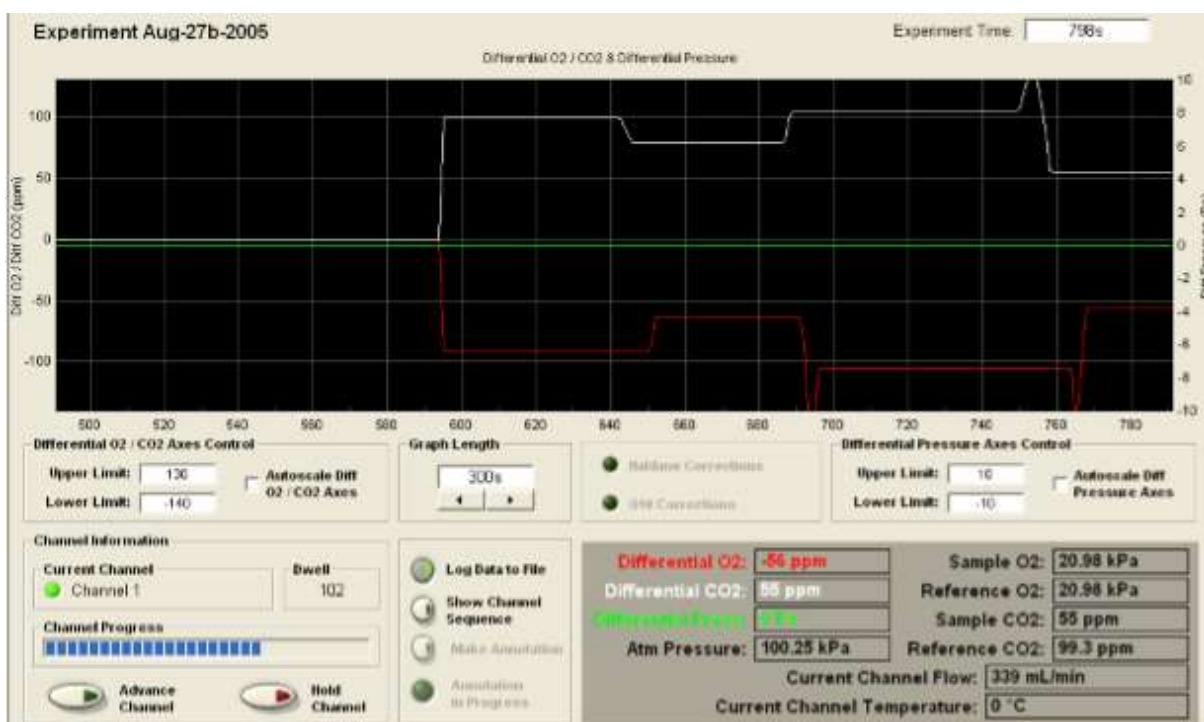 Experiment Aug-27b-2005
Experiment Time: 798s
Differential O2 / CO2 & Differential Pressure
Diff O2 / Diff CO2 (ppm)
100
50
0
-50
-100
10
8
6
4
2
0
-2
-4
-6
-8
-10
500 520 540 560 580 600 620 640 660 680 700 720 740 760 780
Differential O2 / CO2 Axes Control
Upper Limit: 130
Lower Limit: -140
Autoscale Diff
O2 / CO2 Axes
Graph Length
300s
Haldane Corrections
Corrections
Differential Pressure Axes Control
Upper Limit: 10
Lower Limit: -10
Autoscale Diff
Pressure Axes
Channel Information
Current Channel
Channel 1
Dwell
102
Channel Progress
Advance
Channel
Hold
Channel
Log Data to File
Show Channel
Sequence
Make Annotation
Annotation
in Progress
Differential O2: -56 ppm
Differential CO2: 55 ppm
Differential Press:
Atm Pressure: 100.25 kPa
Sample O2: 20.98 kPa
Reference O2: 20.98 kPa
Sample CO2: 55 ppm
Reference CO2: 99.3 ppm
Current Channel Flow: 339 mL/min
Current Channel Temperature: 0 °C